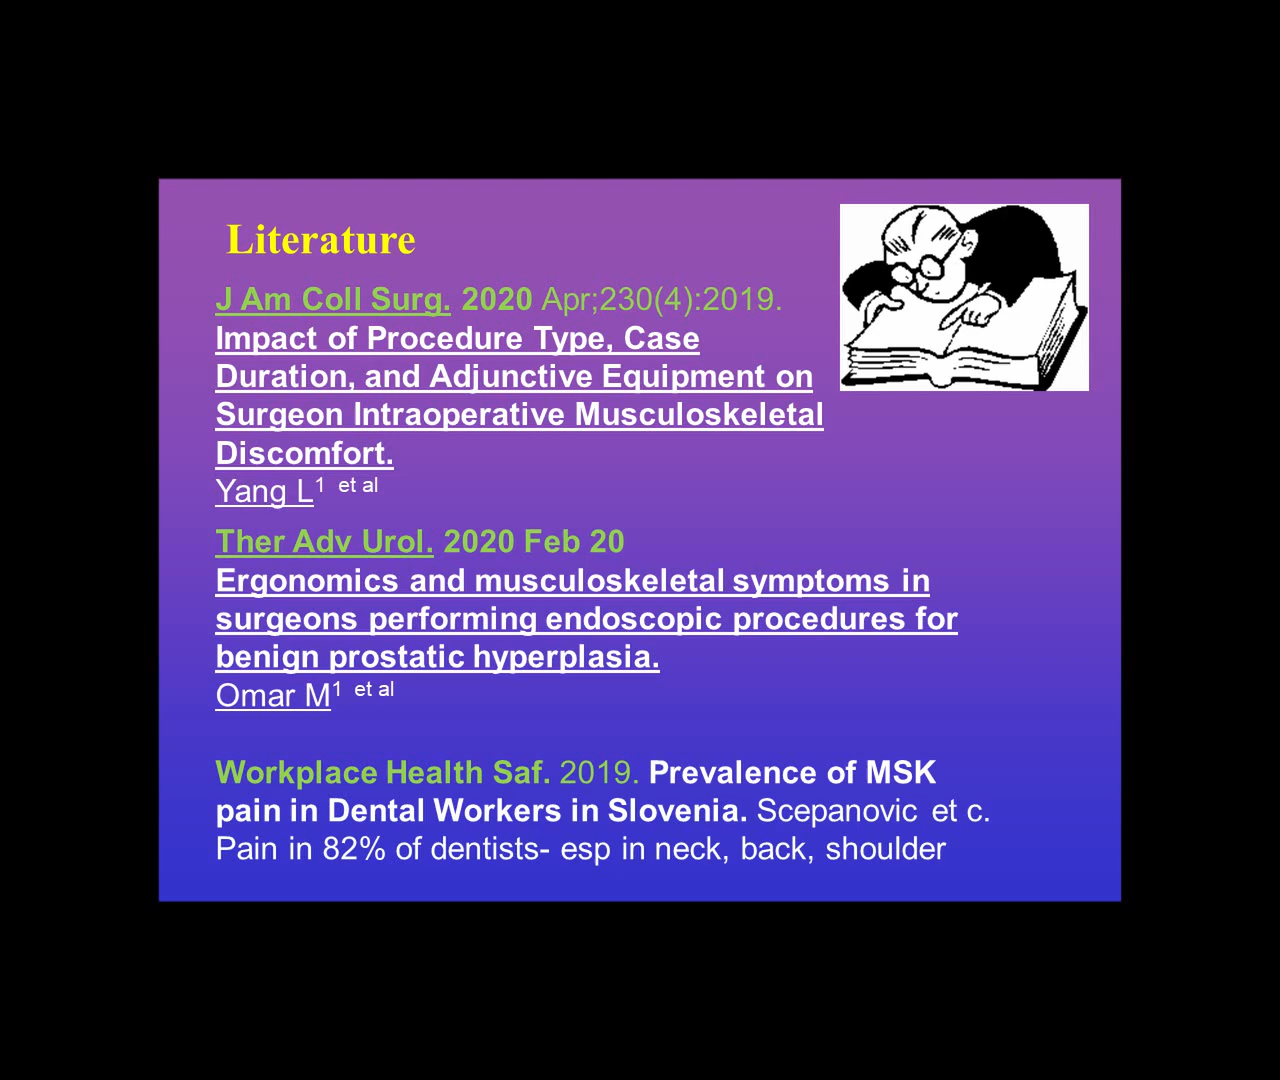 Literature
J Am Coll Surg. 2020 Apr;230(4):2019.
Impact of Procedure Type, Case
Duration, and Adjunctive Equipment on
Surgeon Intraoperative Musculoskeletal
Discomfort.
Yang L1 et al
Ther Adv Urol. 2020 Feb 20
Ergonomics and musculoskeletal symptoms in
surgeons performing endoscopic procedures for
benign prostatic hyperplasia.
Omar M1 et al
Workplace Health Saf. 2019. Prevalence of MSK
pain in Dental Workers in Slovenia. Scepanovic et c.
Pain in 82% of dentists- esp in neck, back, shoulder